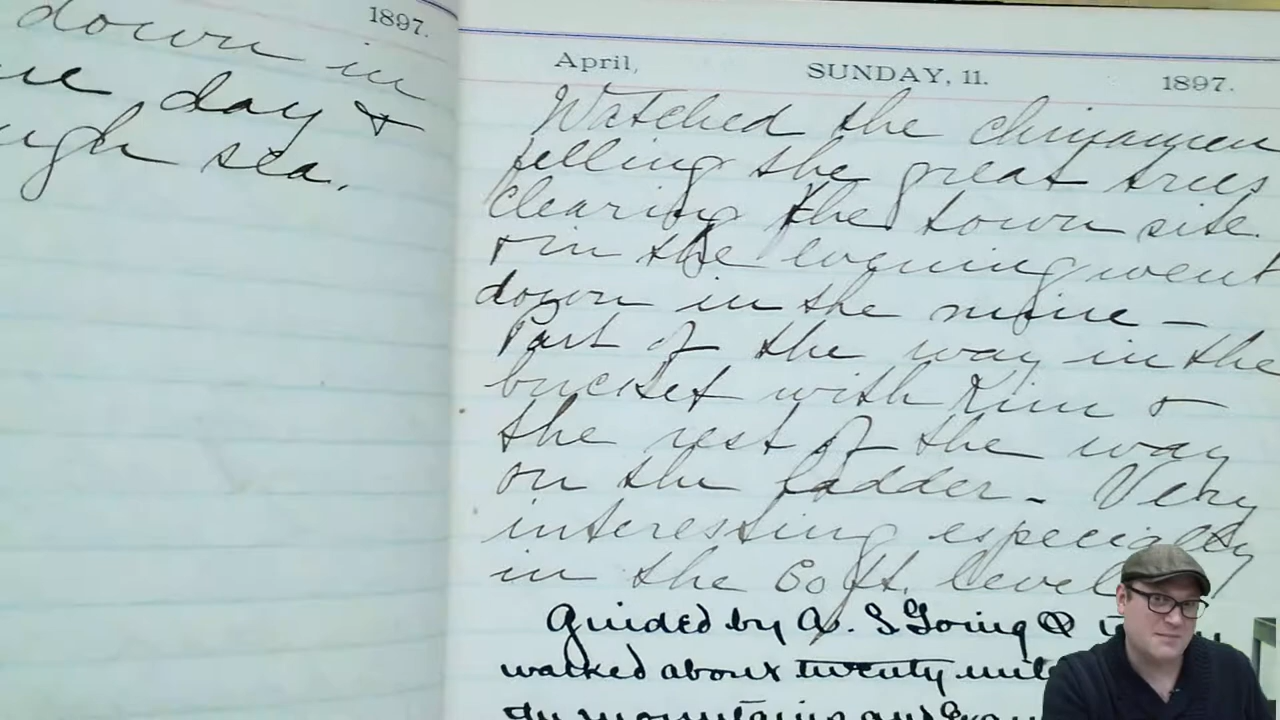 1897.
down in
day &
sea.
April, SUNDAY, 11. 1897.
Watched the chinamen
felling the great trees
clearing the town site.
& in the evening went
down in the mine –
Part of the way in the
bucket with Kim &
the rest of the way
on the ladder – Very
interesting especially
in the 60 ft. level
Guided by A. S Going &
walked about twenty
mountains and